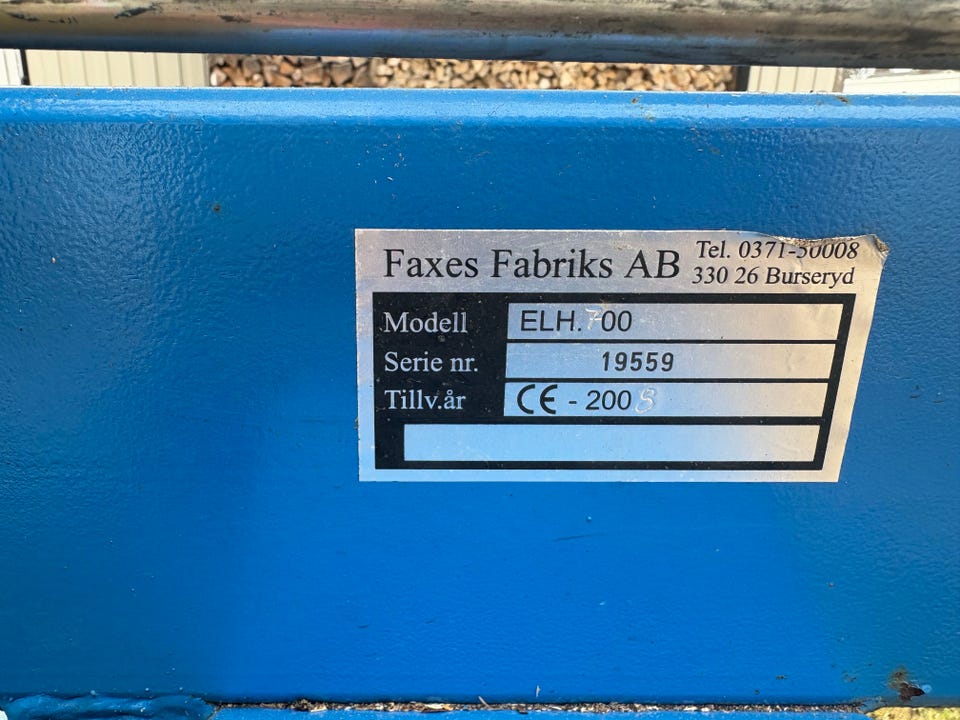 Faxes Fabriks AB
Tel. 0371-50008
330 26 Burseryd
Modell ELH.700
Serie nr. 19559
Tillv.år CE - 2008